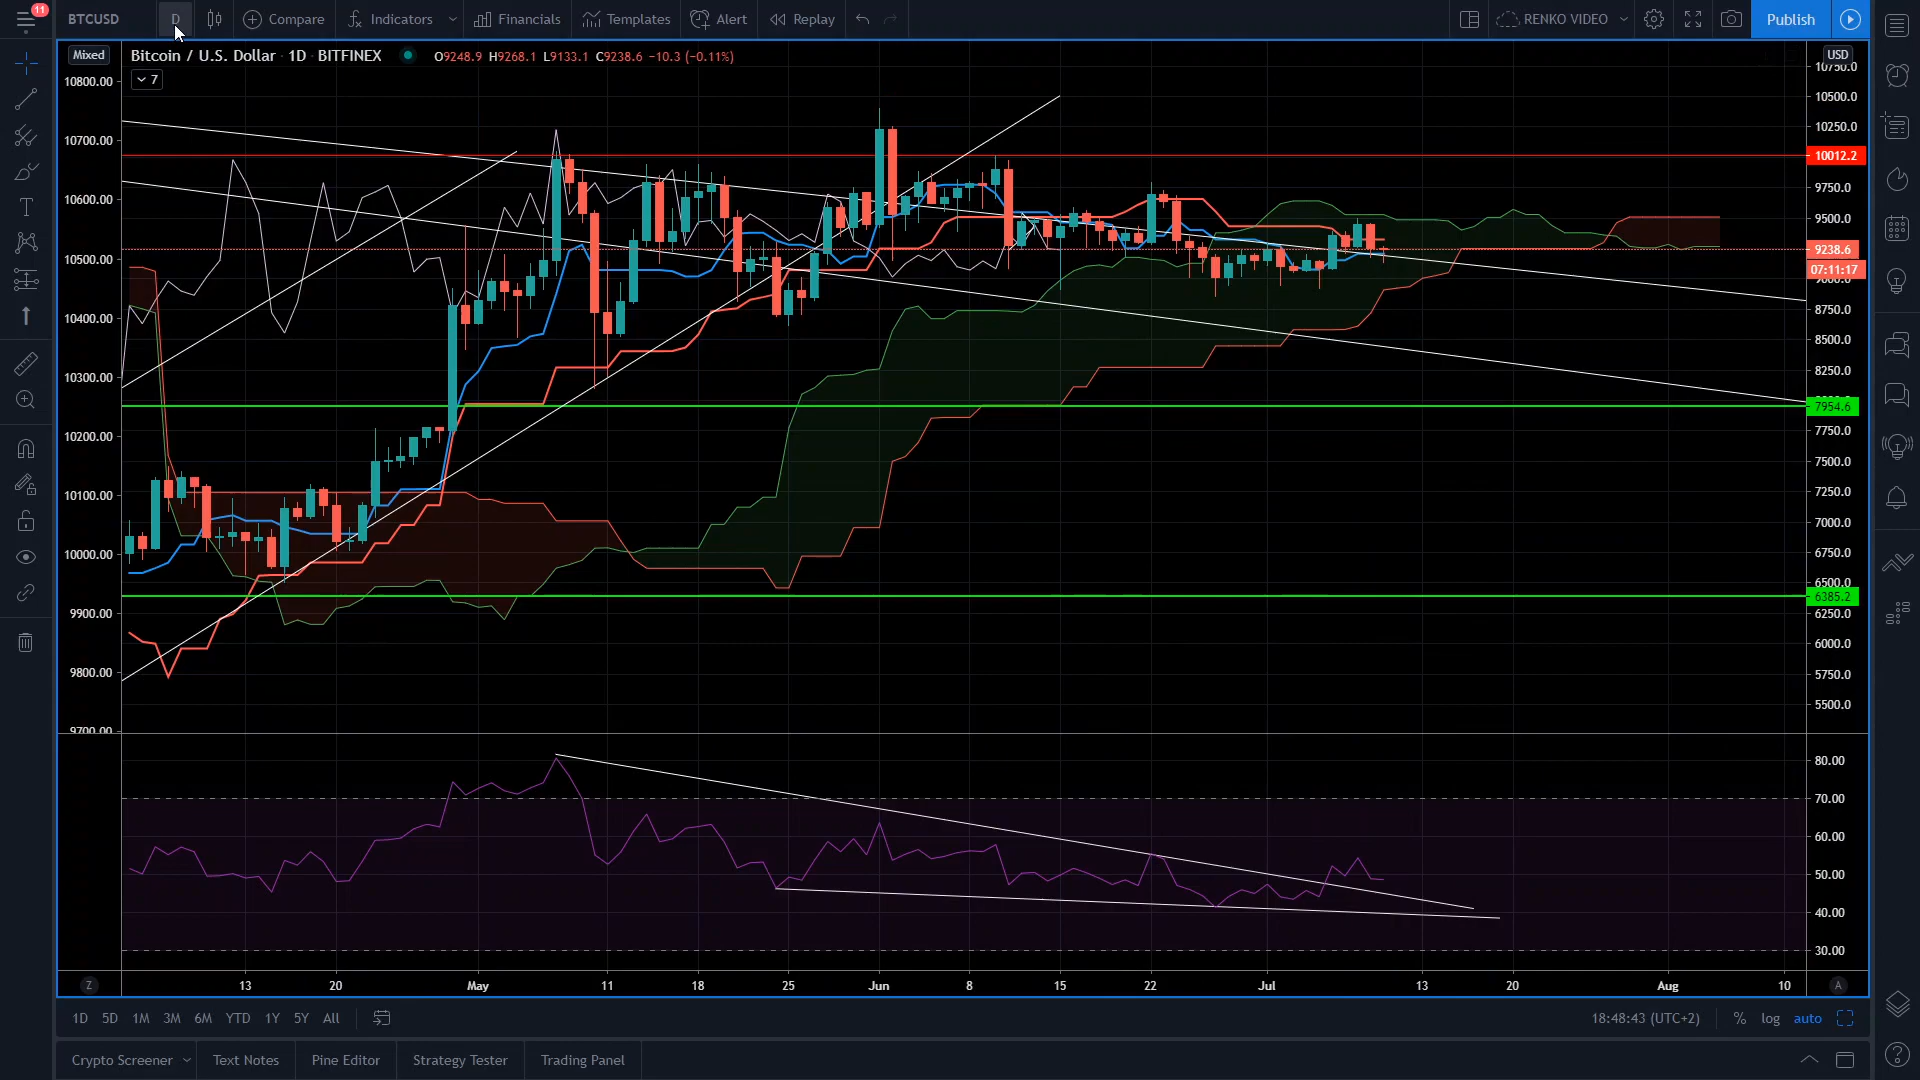 11
BTCUSD
D
Compare
Indicators
Financials
Templates
Alert
Replay
RENKO VIDEO
Publish
Mixed
Bitcoin / U.S. Dollar · 1D · BITFINEX
O9248.9 H9268.1 L9133.1 C9238.6 −10.3 (−0.11%)
7
USD
10800.00
10700.00
10600.00
10500.00
10400.00
10300.00
10200.00
10100.00
10000.00
9900.00
9800.00
9700.00
10750.0
10500.0
10250.0
10012.2
9750.0
9500.0
9238.6
07:11:17
9000.0
8750.0
8500.0
8250.0
7954.6
7750.0
7500.0
7250.0
7000.0
6750.0
6500.0
6385.2
6250.0
6000.0
5750.0
5500.0
80.00
70.00
60.00
50.00
40.00
30.00
Z
13
20
May
11
18
25
Jun
8
15
22
Jul
13
20
Aug
10
A
1D 5D 1M 3M 6M YTD 1Y 5Y All
18:48:43 (UTC+2)
%
log
auto
Crypto Screener
Text Notes
Pine Editor
Strategy Tester
Trading Panel